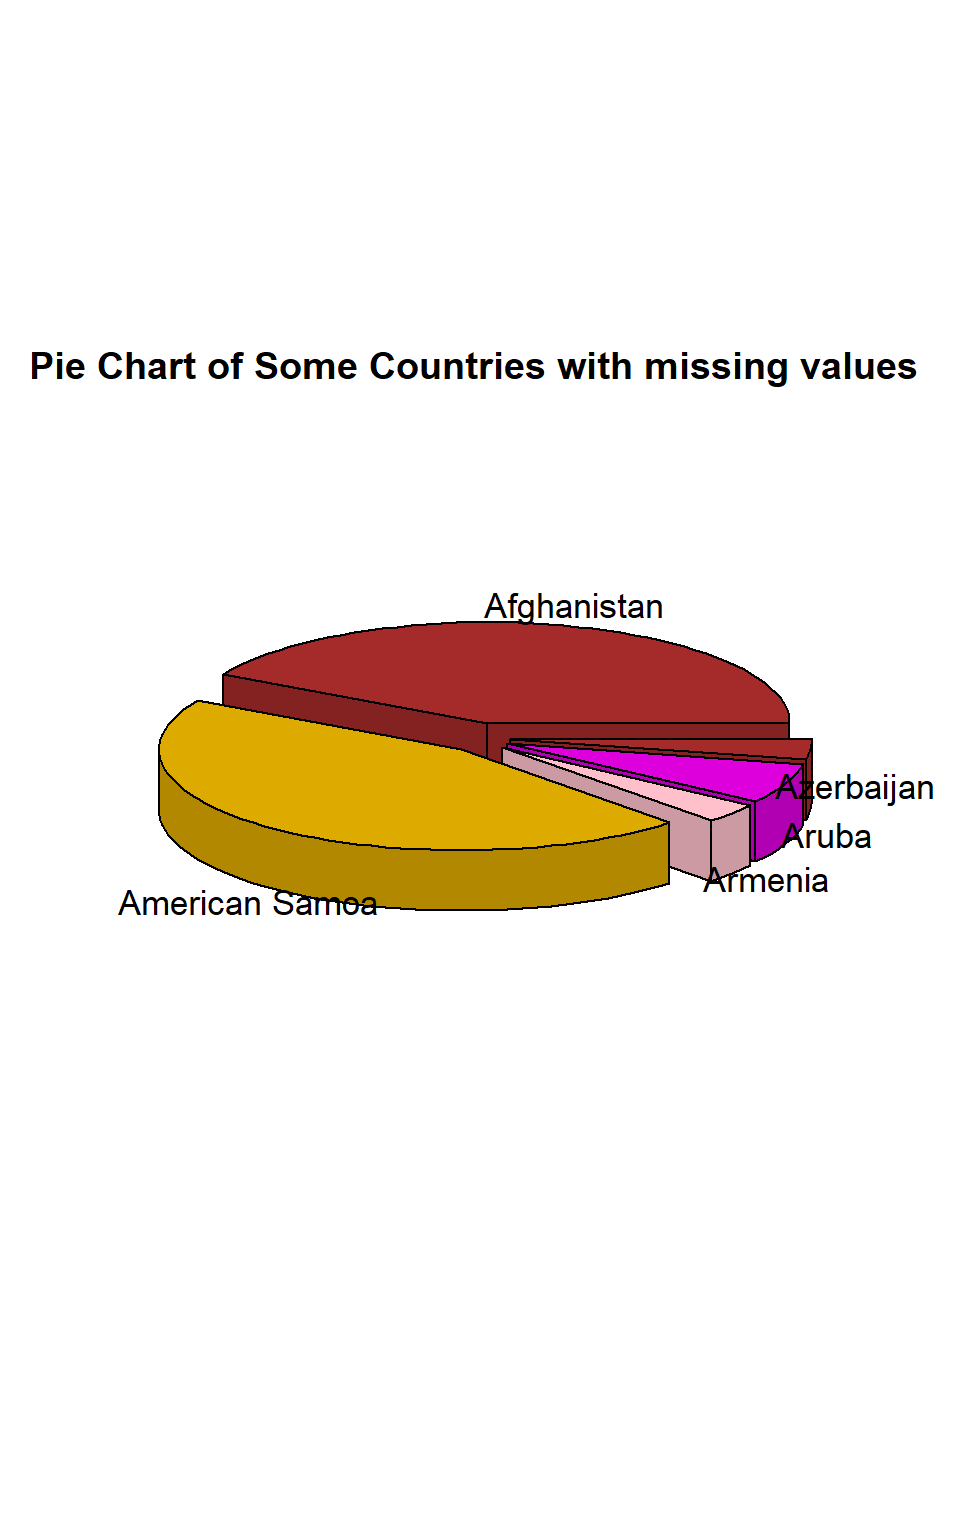 Pie Chart of Some Countries with missing values
Afghanistan
Azerbaijan
Aruba
Armenia
American Samoa